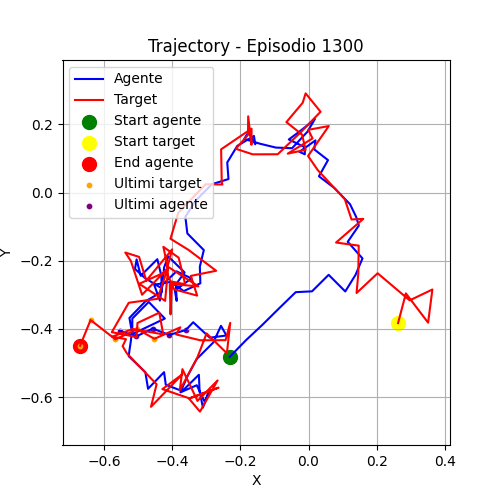 Trajectory - Episodio 1300
Agente
Target
Start agente
Start target
End agente
Ultimi target
Ultimi agente
0.2
0.0
−0.2
−0.4
−0.6
Y
−0.6
−0.4
−0.2
0.0
0.2
0.4
X